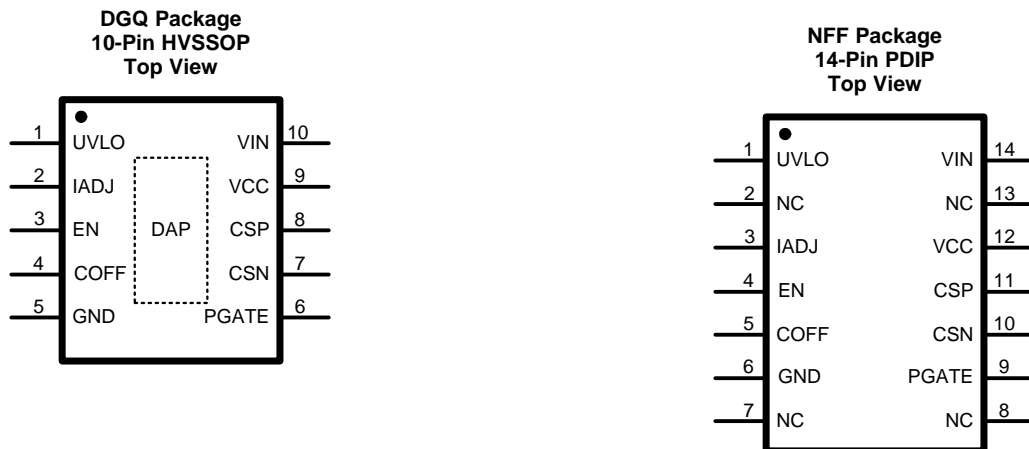 DGQ Package
10-Pin HVSSOP
Top View
1 UVLO VIN 10
2 IADJ VCC 9
3 EN DAP CSP 8
4 COFF CSN 7
5 GND PGATE 6
NFF Package
14-Pin PDIP
Top View
1 UVLO VIN 14
2 NC NC 13
3 IADJ VCC 12
4 EN CSP 11
5 COFF CSN 10
6 GND PGATE 9
7 NC NC 8